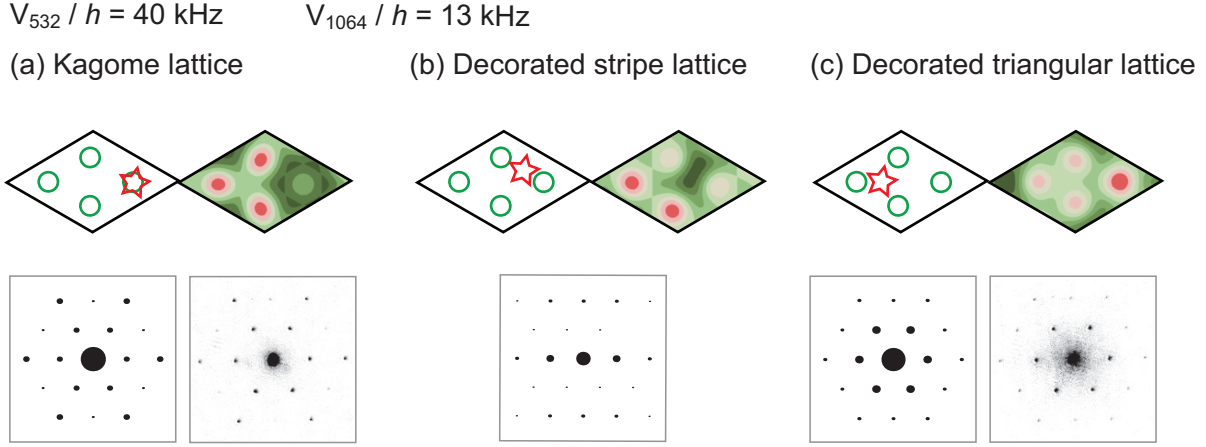 V532 / h = 40 kHz V1064 / h = 13 kHz
(a) Kagome lattice (b) Decorated stripe lattice (c) Decorated triangular lattice